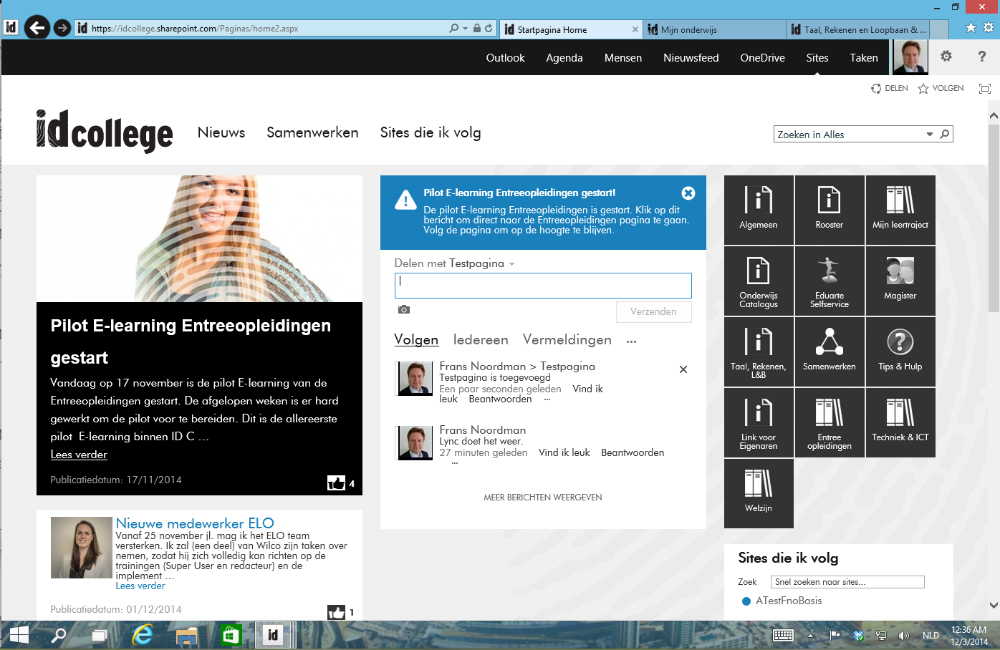 id
https://idcollege.sharepoint.com/Paginas/home2.aspx
Startpagina Home
Mijn onderwijs
Taal, Rekenen en Loopbaan & ...
Outlook
Agenda
Mensen
Nieuwsfeed
OneDrive
Sites
Taken
?
DELEN
VOLGEN
id college
Nieuws
Samenwerken
Sites die ik volg
Zoeken in Alles
Pilot E-learning Entreeopleidingen
gestart
Vandaag op 17 november is de pilot E-learning van de
Entreeopleidingen gestart. De afgelopen weken is er hard
gewerkt om de pilot voor te bereiden. Dit is de allereerste
pilot E-learning binnen ID C ...
Lees verder
Publicatiedatum: 17/11/2014
4
Nieuwe medewerker ELO
Vanaf 25 november jl. mag ik het ELO team
versterken. Ik zal (een deel) van Wilco zijn taken over
nemen, zodat hij zich volledig kan richten op de
trainingen (Super User en redacteur) en de
implement ...
Lees verder
Publicatiedatum: 01/12/2014
1
Pilot E-learning Entreeopleidingen gestart!
De pilot E-learning Entreeopleidingen is gestart. Klik op dit
bericht om direct naar de Entreeopleidingen pagina te gaan.
Volg de pagina om op de hoogte te blijven.
Delen met Testpagina
Verzenden
Volgen
Iedereen
Vermeldingen
...
Frans Noordman > Testpagina
Testpagina is toegevoegd
Een paar seconden geleden Vind ik
leuk Beantwoorden ...
Frans Noordman
Lync doet het weer.
27 minuten geleden Vind ik leuk Beantwoorden
...
MEER BERICHTEN WEERGEVEN
Algemeen
Rooster
Mijn leertraject
Onderwijs
Catalogus
Eduarte
Selfservice
Magister
Taal, Rekenen,
L&B
Samenwerken
Tips & Hulp
Link voor
Eigenaren
Entree
opleidingen
Techniek & ICT
Welzijn
Sites die ik volg
Zoek
Snel zoeken naar sites...
ATestFnoBasis
id
NLD
12:36 AM
12/3/2014